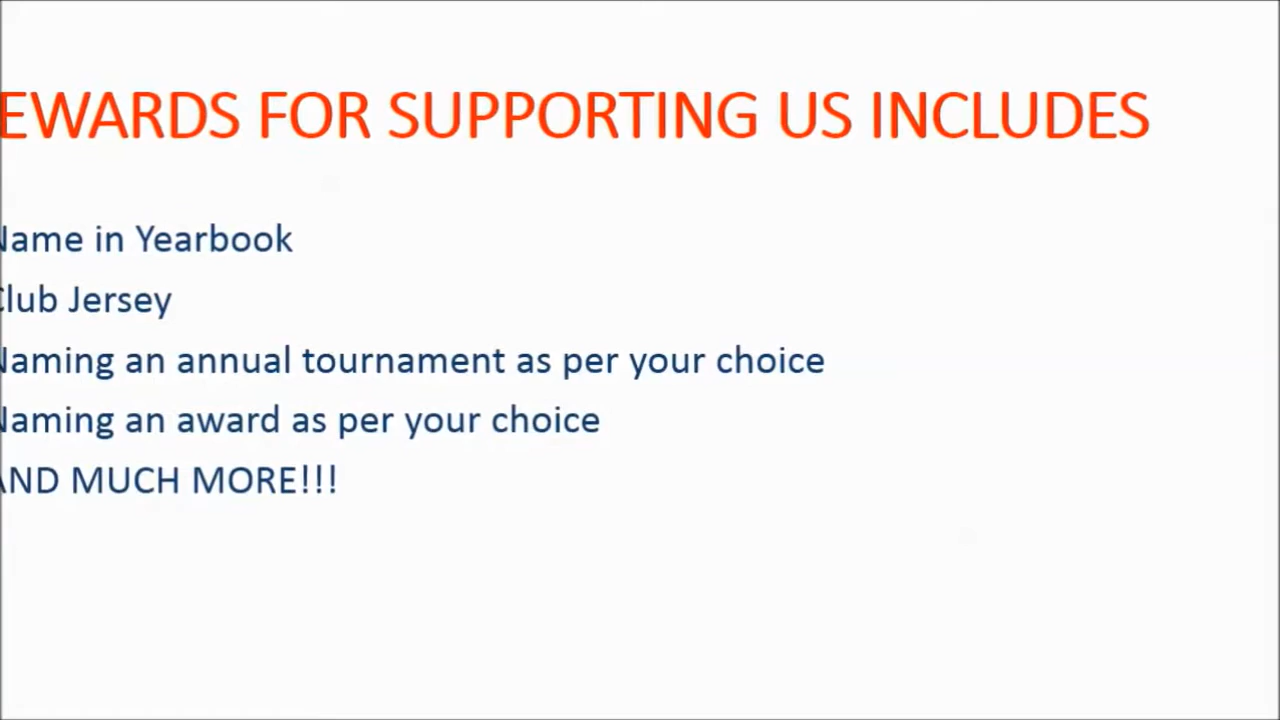 EWARDS FOR SUPPORTING US INCLUDES
Name in Yearbook
Club Jersey
Naming an annual tournament as per your choice
Naming an award as per your choice
AND MUCH MORE!!!